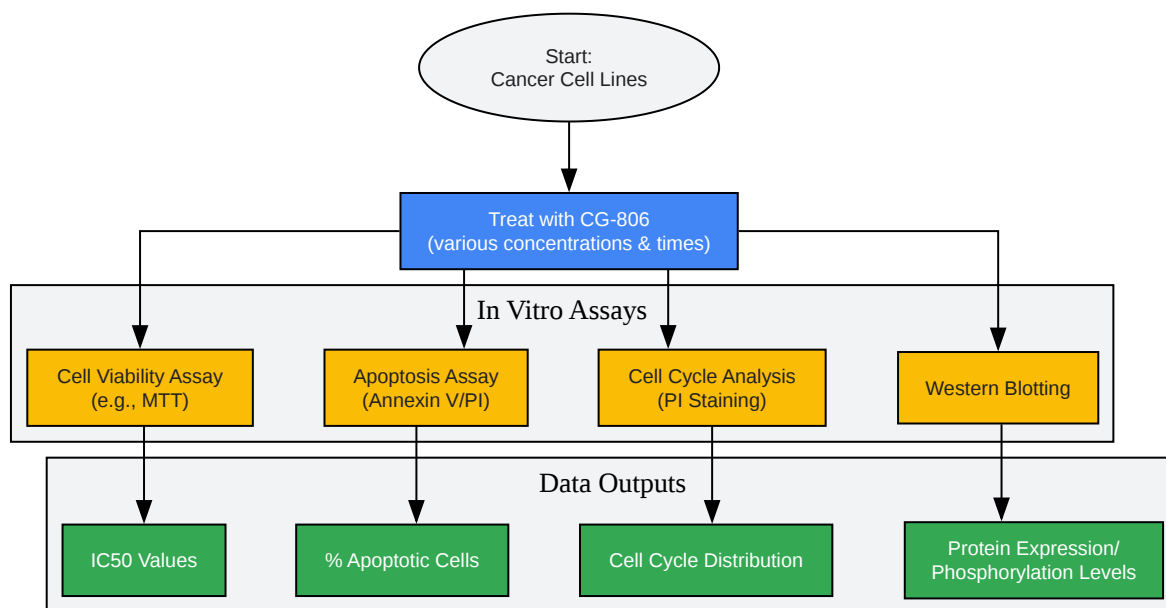 Start:
Cancer Cell Lines
Treat with CG-806
(various concentrations & times)
In Vitro Assays
Cell Viability Assay
(e.g., MTT)
Apoptosis Assay
(Annexin V/PI)
Cell Cycle Analysis
(PI Staining)
Western Blotting
Data Outputs
IC50 Values
% Apoptotic Cells
Cell Cycle Distribution
Protein Expression/
Phosphorylation Levels